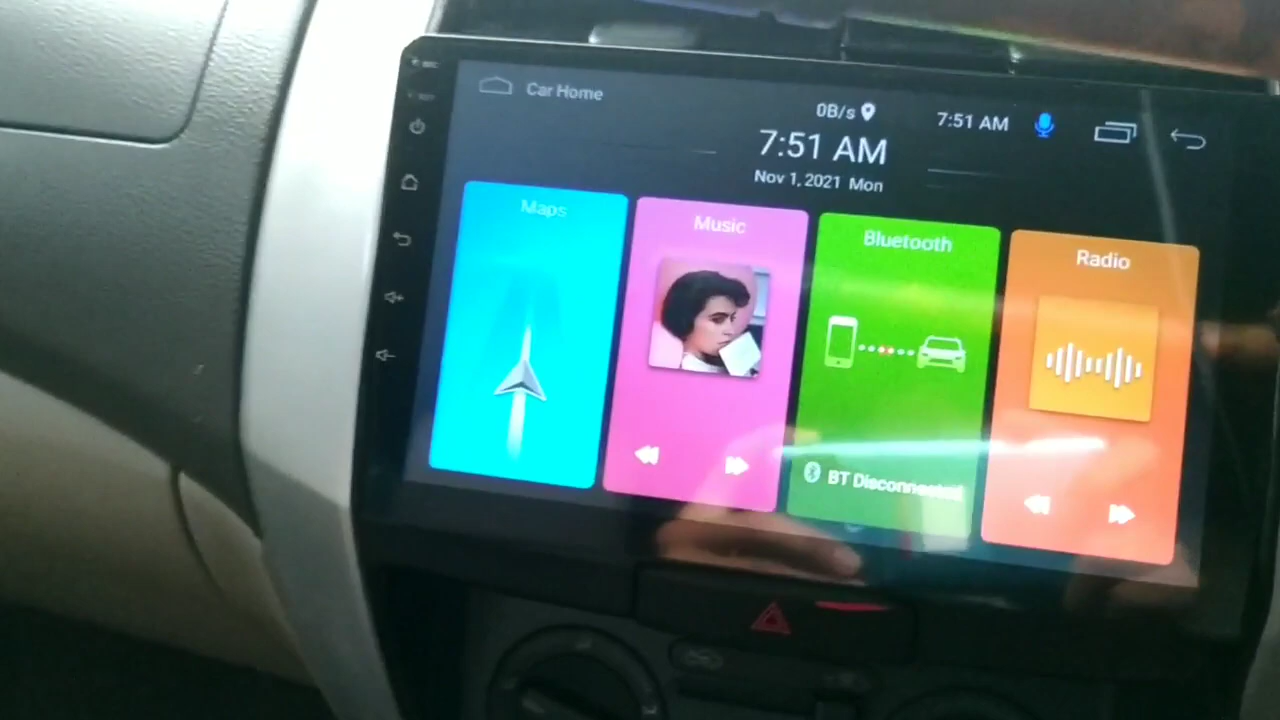 Car Home
0B/s
7:51 AM
7:51 AM
Nov 1, 2021 Mon
Maps
Music
Bluetooth
Radio
BT Disconnected